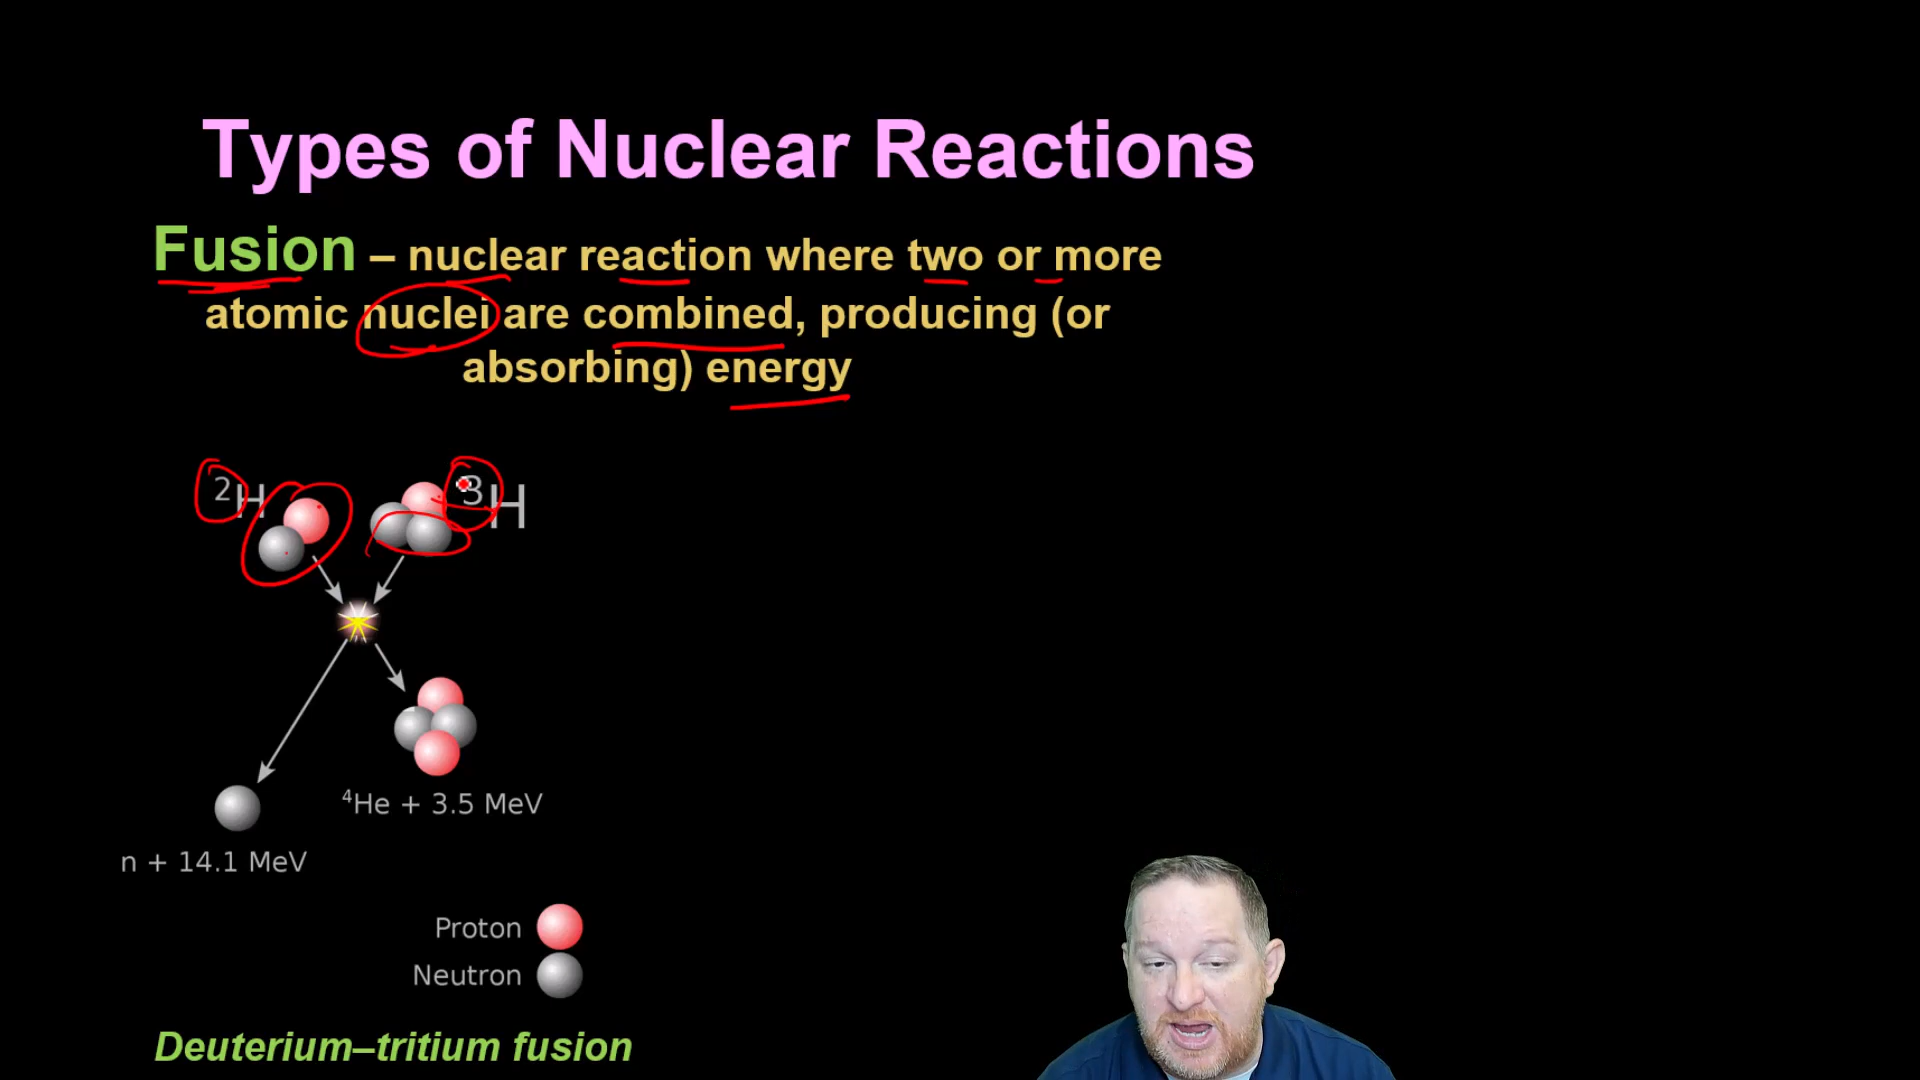 Types of Nuclear Reactions
Fusion – nuclear reaction where two or more
atomic nuclei are combined, producing (or
absorbing) energy
²H ³H
⁴He + 3.5 MeV
n + 14.1 MeV
Proton
Neutron
Deuterium–tritium fusion